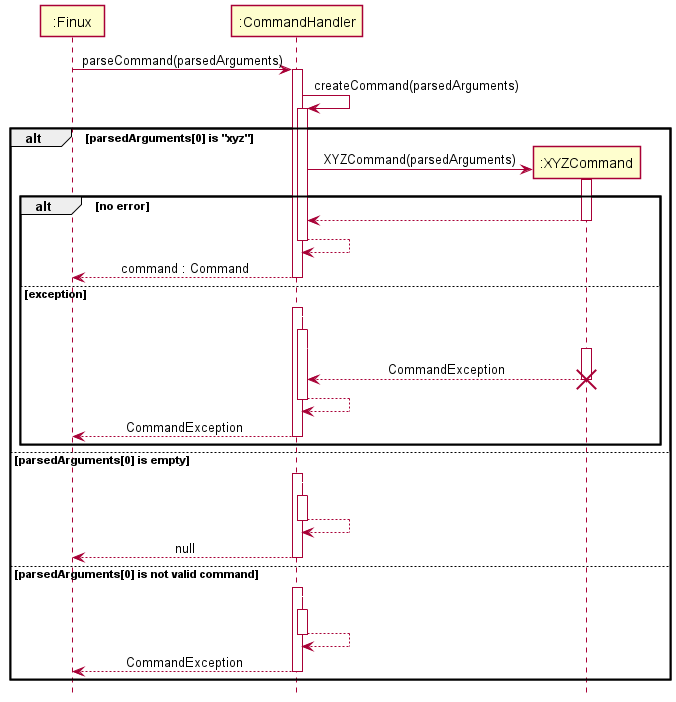 :Finux
:CommandHandler
parseCommand(parsedArguments)
createCommand(parsedArguments)
alt
[parsedArguments[0] is "xyz"]
XYZCommand(parsedArguments)
:XYZCommand
alt
[no error]
command : Command
[exception]
CommandException
CommandException
[parsedArguments[0] is empty]
null
[parsedArguments[0] is not valid command]
CommandException